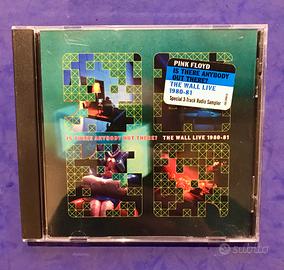 PINK FLOYD
IS THERE ANYBODY
OUT THERE?
THE WALL LIVE
1980-81
Special 3-Track Radio Sampler
IS THERE ANYBODY OUT THERE? THE WALL LIVE 1980-81
subito